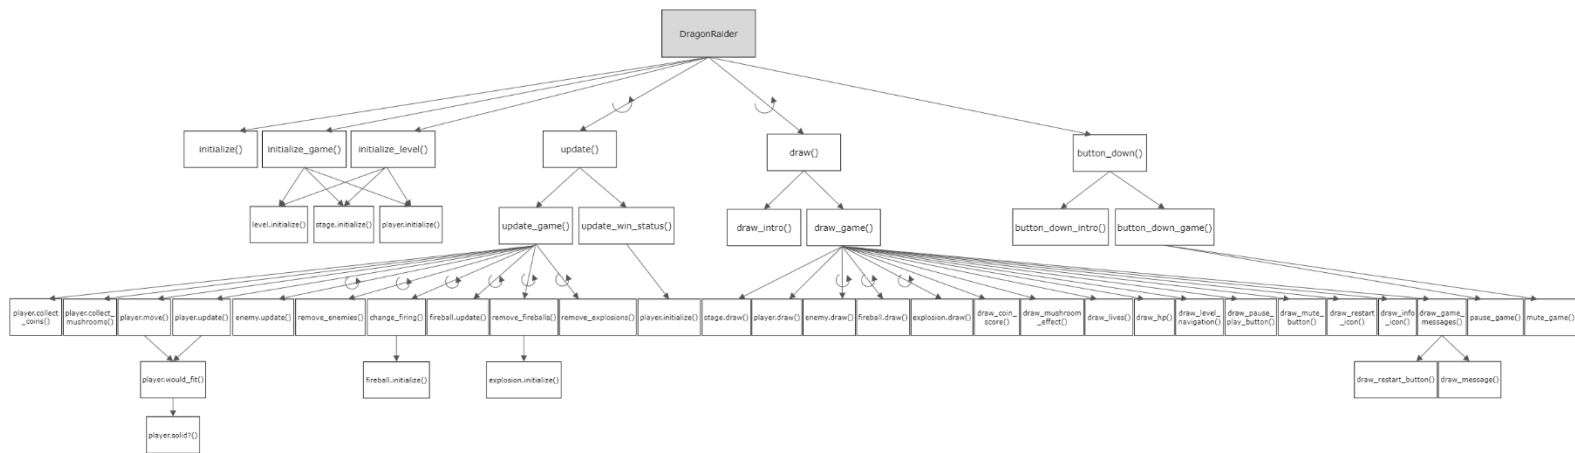 DragonRaider
initialize()
initialize_game()
initialize_level()
update()
draw()
button_down()
level.initialize()
stage.initialize()
player.initialize()
update_game()
update_win_status()
draw_intro()
draw_game()
button_down_intro()
button_down_game()
player.collect_
coins()
player.collect_
mushrooms()
player.move()
player.update()
enemy.update()
remove_enemies()
change_firing()
fireball.update()
remove_fireballs()
remove_explosions()
player.initialize()
stage.draw()
player.draw()
enemy.draw()
fireball.draw()
explosion.draw()
draw_coin_
score()
draw_mushroom
_effect()
draw_lives()
draw_hp()
draw_level_
navigation()
draw_pause_
play_button()
draw_mute_
button()
draw_restart
_icon()
draw_info
_icon()
draw_game_
messages()
pause_game()
mute_game()
player.would_fit()
fireball.initialize()
explosion.initialize()
draw_restart_button()
draw_message()
player.solid?()